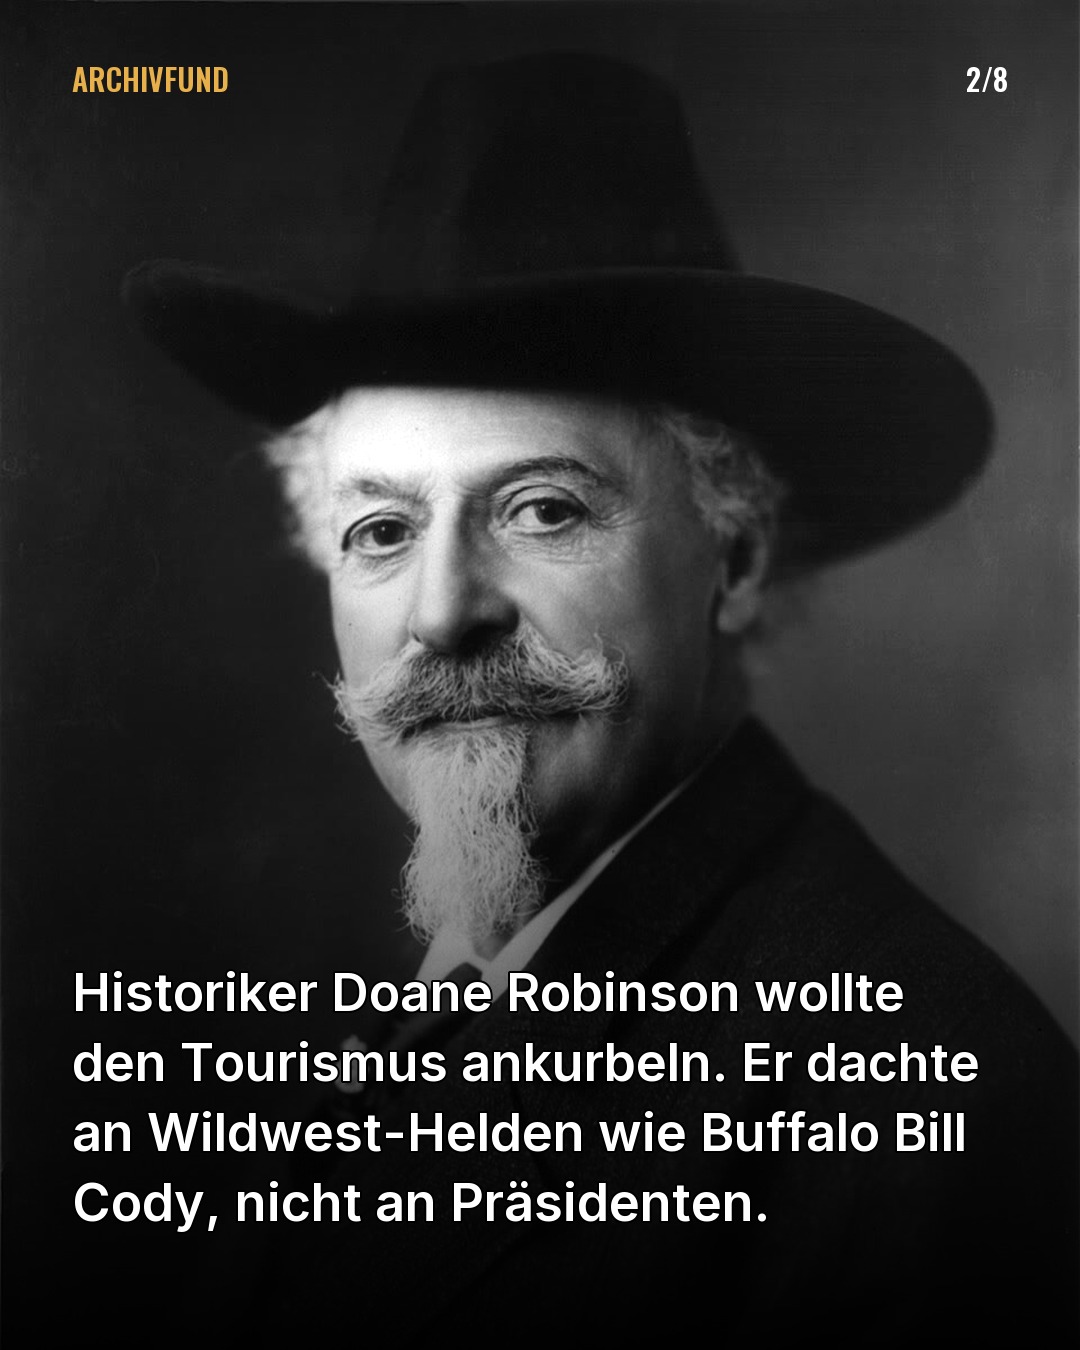 ARCHIVFUND
2/8
Historiker Doane Robinson wollte
den Tourismus ankurbeln. Er dachte
an Wildwest-Helden wie Buffalo Bill
Cody, nicht an Präsidenten.